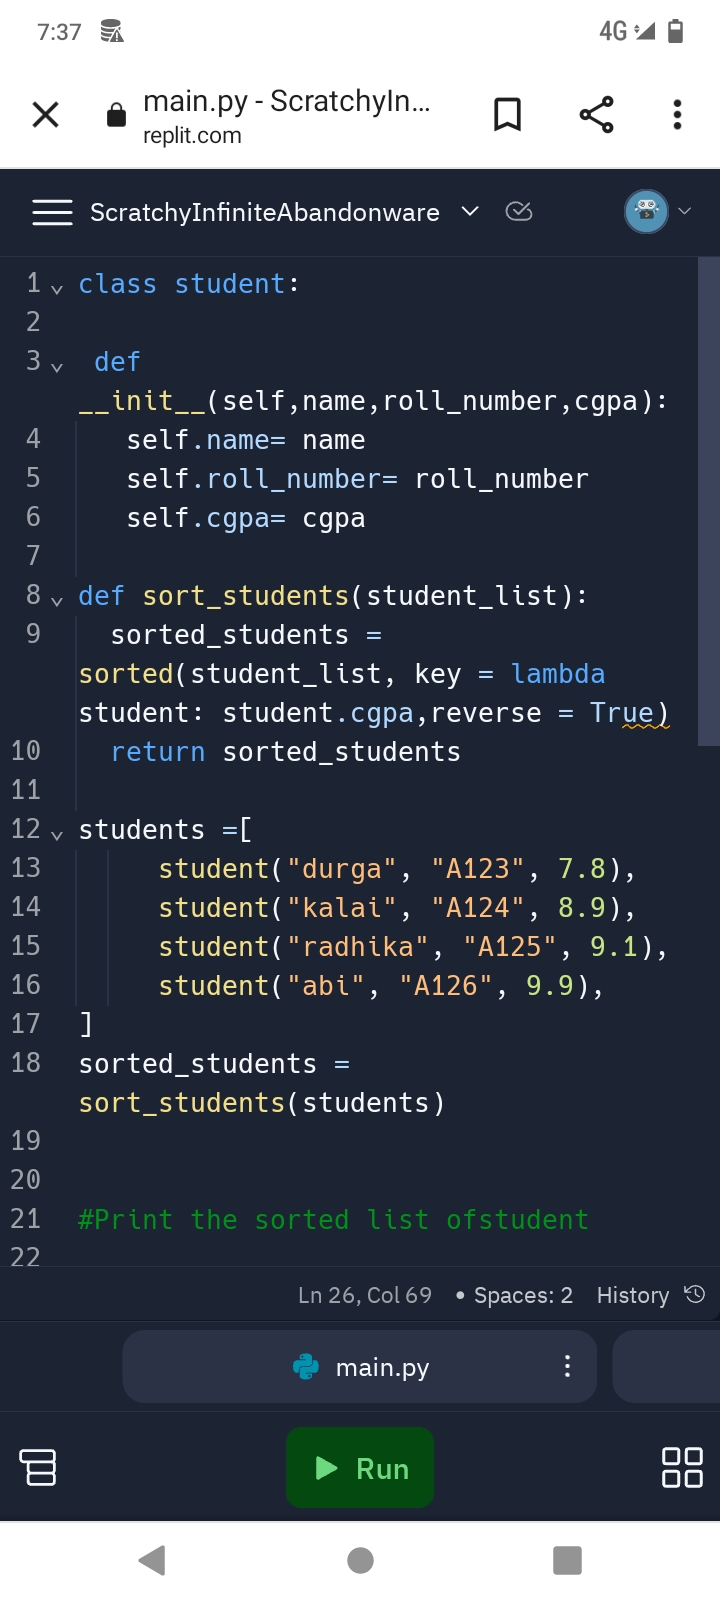 7:37 4G
main.py - ScratchyIn...
replit.com
ScratchyInfiniteAbandonware
1 class student:
2
3  def
__init__(self,name,roll_number,cgpa):
4    self.name= name
5    self.roll_number= roll_number
6    self.cgpa= cgpa
7
8 def sort_students(student_list):
9   sorted_students =
sorted(student_list, key = lambda
student: student.cgpa,reverse = True)
10   return sorted_students
11
12 students =[
13      student("durga", "A123", 7.8),
14      student("kalai", "A124", 8.9),
15      student("radhika", "A125", 9.1),
16      student("abi", "A126", 9.9),
17 ]
18 sorted_students =
sort_students(students)
19
20
21 #Print the sorted list ofstudent
22
Ln 26, Col 69 • Spaces: 2 History
main.py
Run